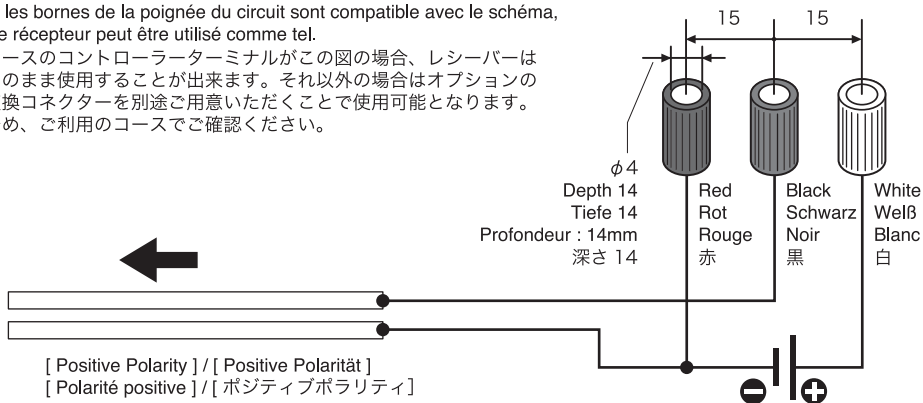 les bornes de la poignée du circuit sont compatible avec le schéma,
e récepteur peut être utilisé comme tel.
ースのコントローラーターミナルがこの図の場合、レシーバーは
のまま使用することが出来ます。それ以外の場合はオプションの
換コネクターを別途ご用意いただくことで使用可能となります。
め、ご利用のコースでご確認ください。
15 15
φ4
Depth 14
Tiefe 14
Profondeur : 14mm
深さ 14
Red
Rot
Rouge
赤
Black
Schwarz
Noir
黒
White
Welß
Blanc
白
[ Positive Polarity ] / [ Positive Polarität ]
[ Polarité positive ] / [ ポジティブポラリティ]